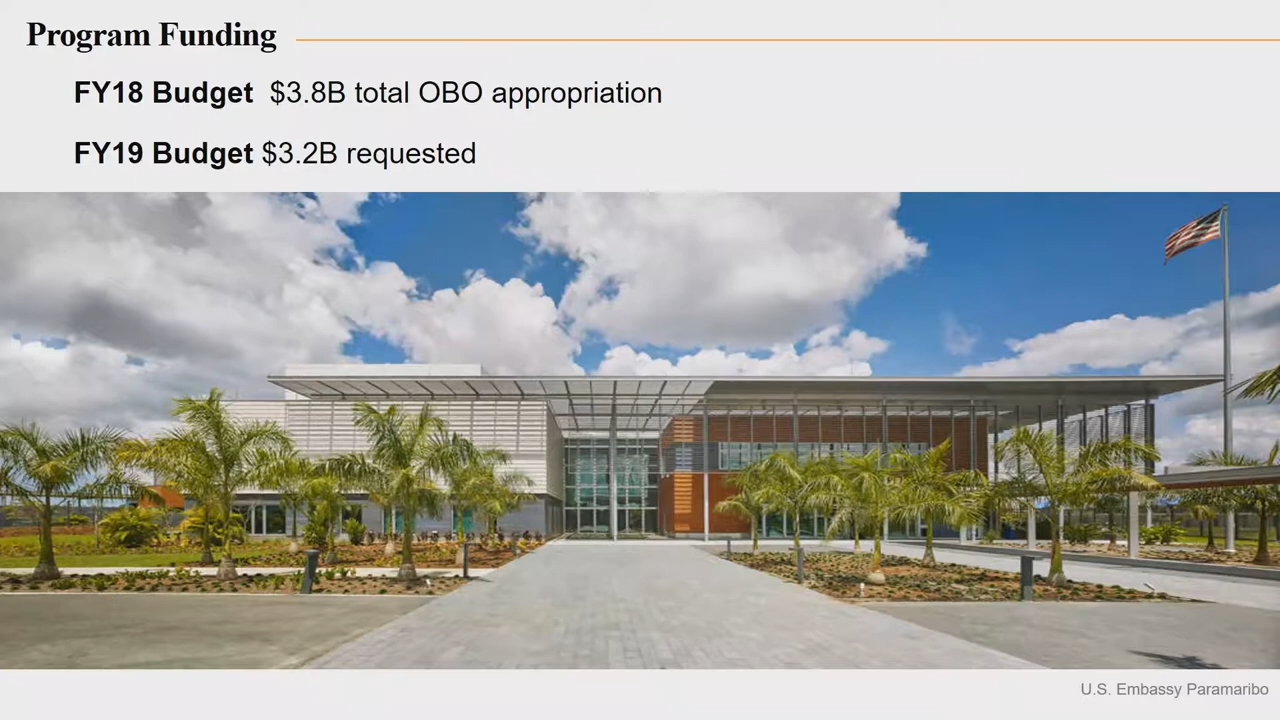 Program Funding
FY18 Budget $3.8B total OBO appropriation
FY19 Budget $3.2B requested
U.S. Embassy Paramaribo